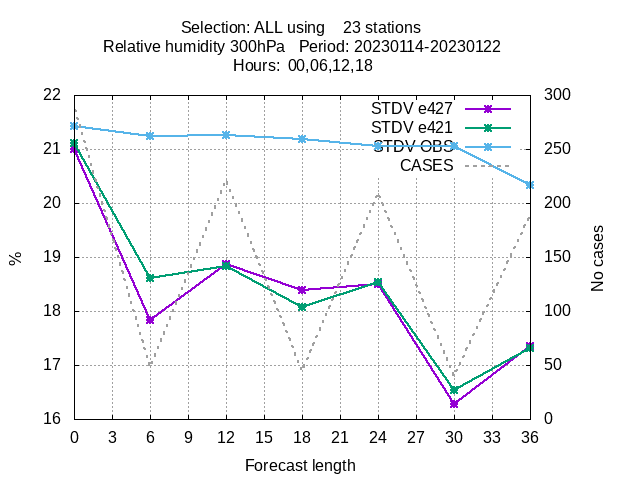 Selection: ALL using    23 stations
Relative humidity 300hPa   Period: 20230114-20230122
Hours:  00,06,12,18
22
21
20
19
18
17
16
%
STDV e427
STDV e421
STDV OBS
CASES
300
250
200
150
100
50
0
No cases
0 3 6 9 12 15 18 21 24 27 30 33 36
Forecast length